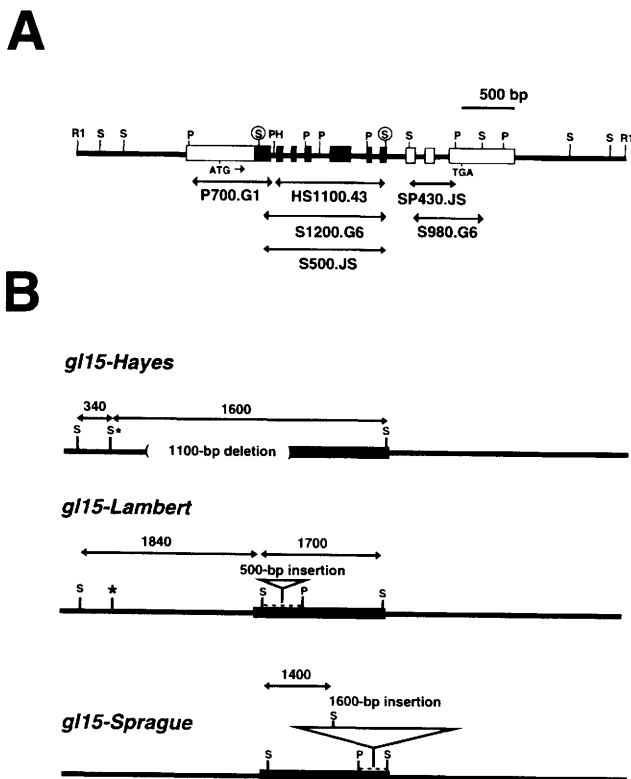 A
500 bp
R1 S S P S PH P P P S S P S P S S R1
ATG → TGA
P700.G1 HS1100.43 SP430.JS
S1200.G6 S980.G6
S500.JS
B
gl15-Hayes
340 1600
S S* S
( 1100-bp deletion )
gl15-Lambert
1840 1700
500-bp insertion
S * S P S
1400
1600-bp insertion
gl15-Sprague
S
S P S